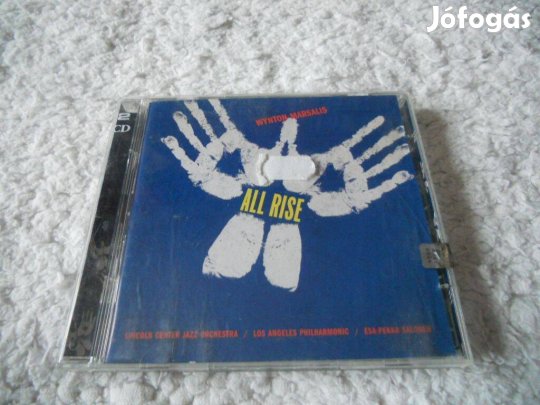 Jófogás
2
CD
WYNTON MARSALIS
ALL RISE
LINCOLN CENTER JAZZ ORCHESTRA / LOS ANGELES PHILHARMONIC / ESA-PEKKA SALONEN